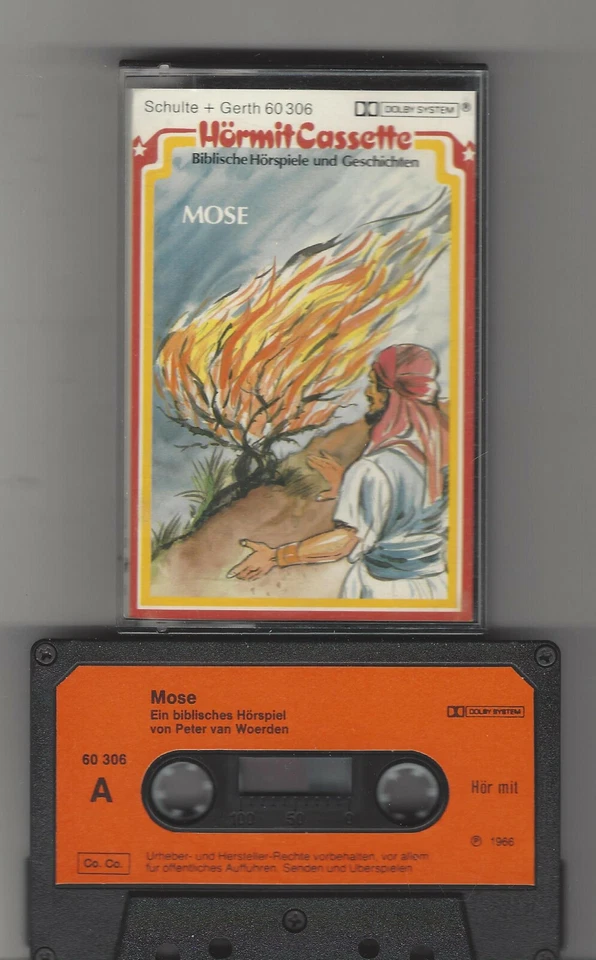 Schulte + Gerth 60 306
DOLBY SYSTEM ®
HörmitCassette
Biblische Hörspiele und Geschichten
MOSE
Mose
Ein biblisches Hörspiel
von Peter van Woerden
DOLBY SYSTEM
60 306
A
100 50 0
Hör mit
℗ 1966
Co. Co.
Urheber- und Hersteller-Rechte vorbehalten, vor allem
für öffentliches Aufführen, Senden und Überspielen